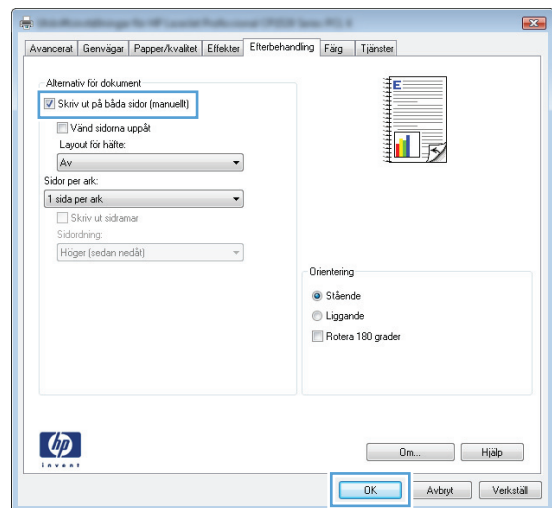 Avancerat Genvägar Papper/kvalitet Effekter Efterbehandling Färg Tjänster
Alternativ för dokument
Skriv ut på båda sidor (manuellt)
Vänd sidorna uppåt
Layout för häfte:
Av
Sidor per ark:
1 sida per ark
Skriv ut sidramar
Sidordning:
Höger (sedan nedåt)
E
Orientering
Stående
Liggande
Rotera 180 grader
hp
invent
Om... Hjälp
OK Avbryt Verkställ